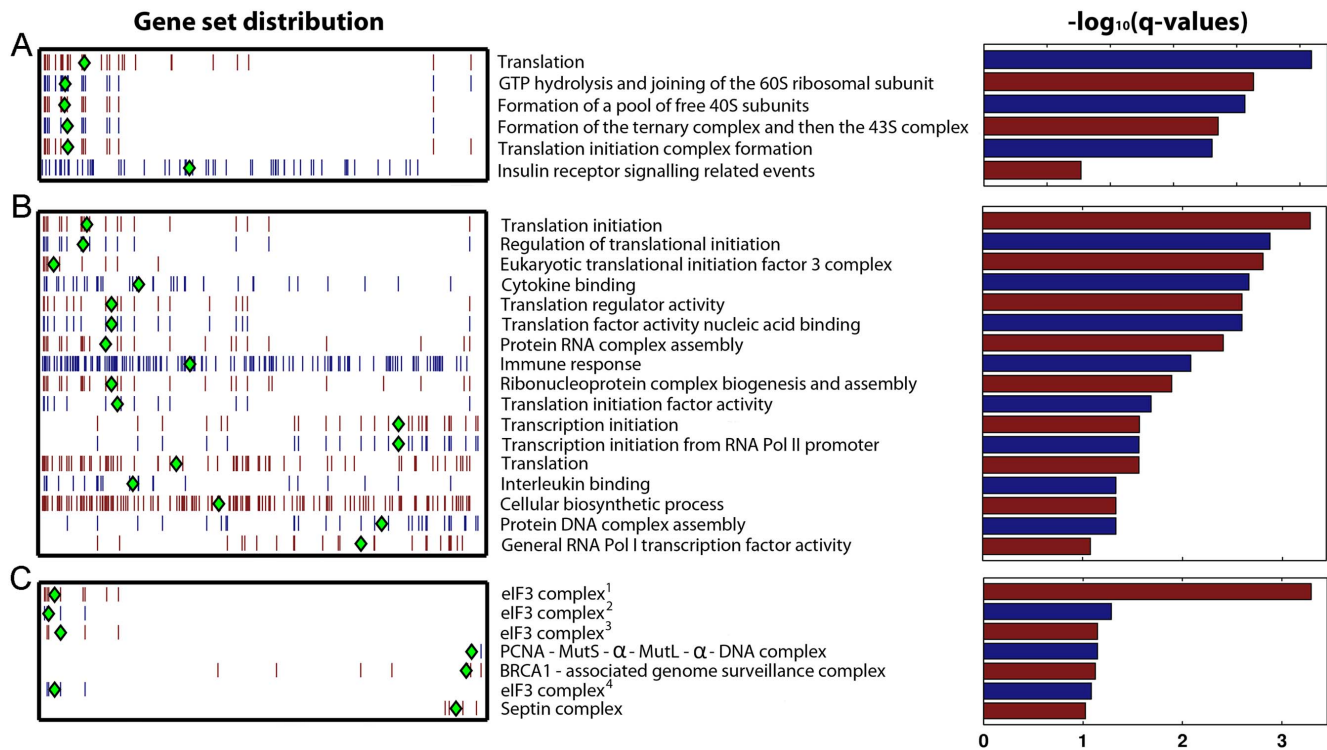 Gene set distribution
-log₁₀(q-values)
A
Translation
GTP hydrolysis and joining of the 60S ribosomal subunit
Formation of a pool of free 40S subunits
Formation of the ternary complex and then the 43S complex
Translation initiation complex formation
Insulin receptor signalling related events
B
Translation initiation
Regulation of translational initiation
Eukaryotic translational initiation factor 3 complex
Cytokine binding
Translation regulator activity
Translation factor activity nucleic acid binding
Protein RNA complex assembly
Immune response
Ribonucleoprotein complex biogenesis and assembly
Translation initiation factor activity
Transcription initiation
Transcription initiation from RNA Pol II promoter
Translation
Interleukin binding
Cellular biosynthetic process
Protein DNA complex assembly
General RNA Pol I transcription factor activity
C
eIF3 complex¹
eIF3 complex²
eIF3 complex³
PCNA - MutS - α - MutL - α - DNA complex
BRCA1 - associated genome surveillance complex
eIF3 complex⁴
Septin complex
0 1 2 3